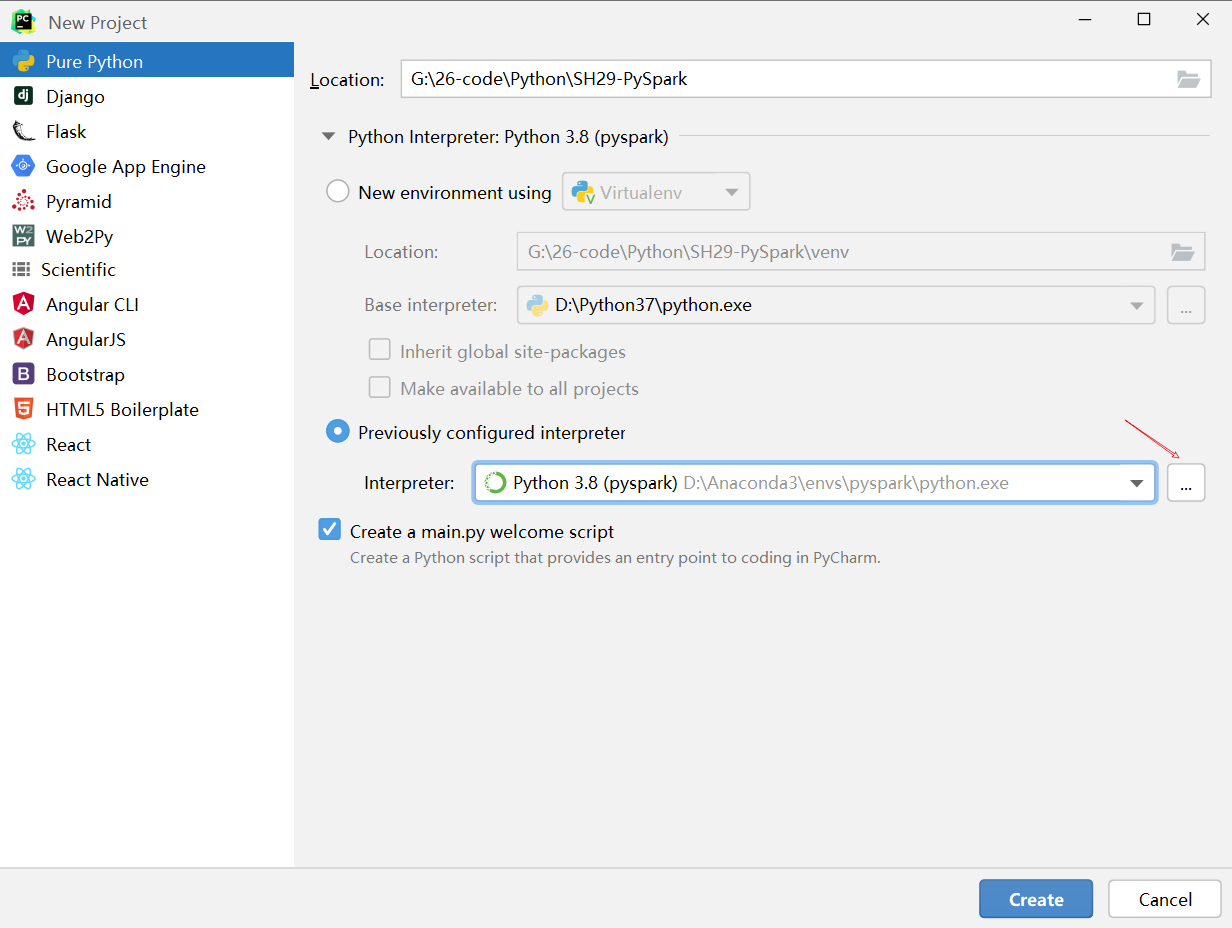 New Project
Pure Python
Django
Flask
Google App Engine
Pyramid
Web2Py
Scientific
Angular CLI
AngularJS
Bootstrap
HTML5 Boilerplate
React
React Native
Location: G:\26-code\Python\SH29-PySpark
Python Interpreter: Python 3.8 (pyspark)
New environment using Virtualenv
Location: G:\26-code\Python\SH29-PySpark\venv
Base interpreter: D:\Python37\python.exe ...
Inherit global site-packages
Make available to all projects
Previously configured interpreter
Interpreter: Python 3.8 (pyspark) D:\Anaconda3\envs\pyspark\python.exe ...
Create a main.py welcome script
Create a Python script that provides an entry point to coding in PyCharm.
Create Cancel